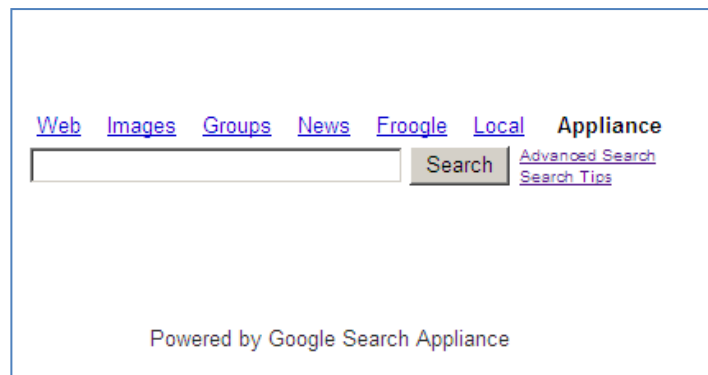 Web Images Groups News Froogle Local Appliance
Search Advanced Search
Search Tips
Powered by Google Search Appliance